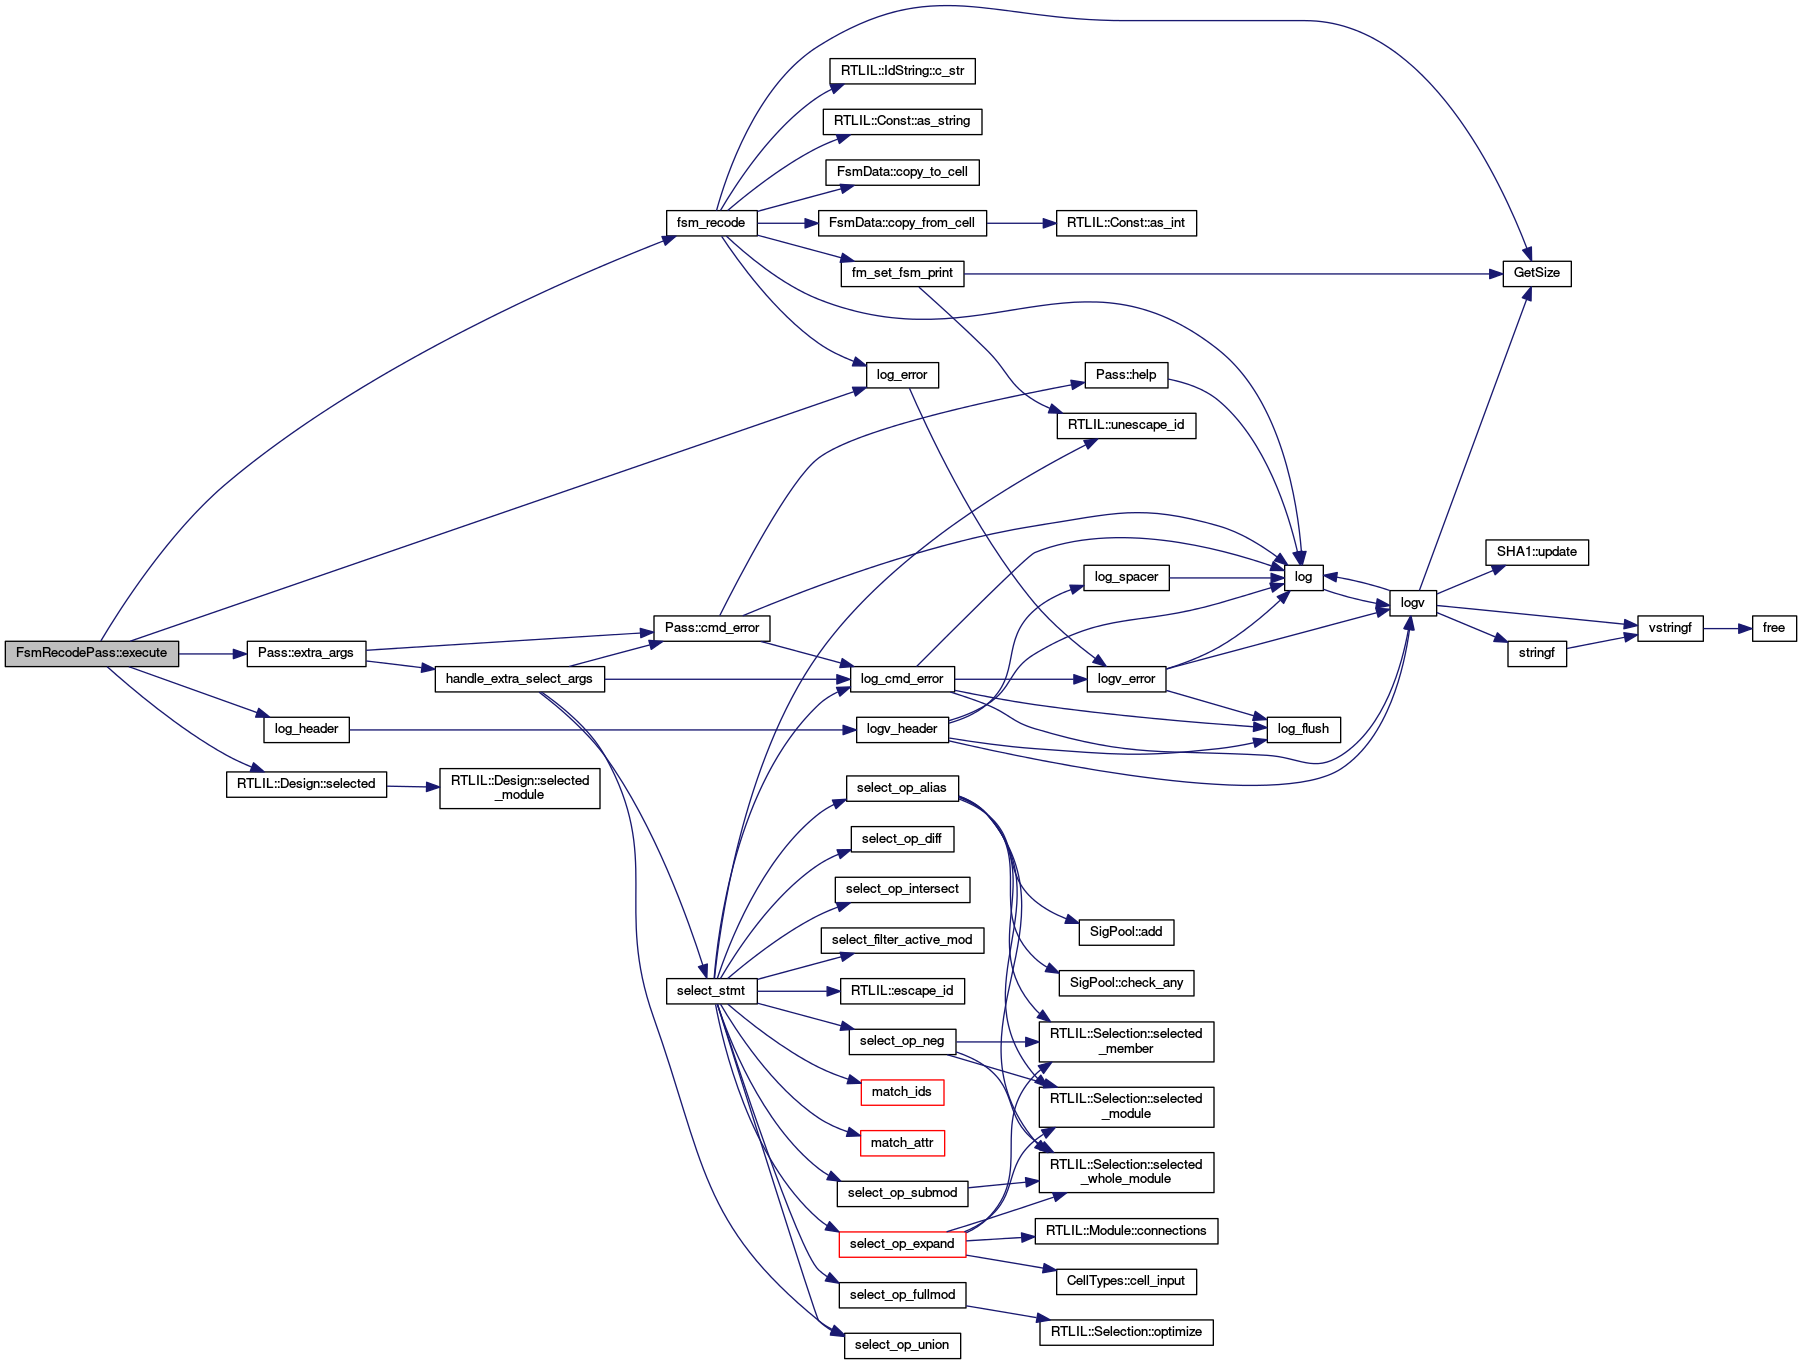 FsmRecodePass::execute
fsm_recode
RTLIL::IdString::c_str
RTLIL::Const::as_string
FsmData::copy_to_cell
FsmData::copy_from_cell
RTLIL::Const::as_int
fm_set_fsm_print
GetSize
log_error
Pass::help
RTLIL::unescape_id
log_spacer
log
logv
SHA1::update
vstringf
free
stringf
Pass::extra_args
Pass::cmd_error
handle_extra_select_args
log_cmd_error
logv_error
log_header
logv_header
log_flush
RTLIL::Design::selected
RTLIL::Design::selected
_module
select_op_alias
select_op_diff
select_op_intersect
select_filter_active_mod
select_stmt
RTLIL::escape_id
select_op_neg
match_ids
match_attr
select_op_submod
select_op_expand
select_op_fullmod
select_op_union
SigPool::add
SigPool::check_any
RTLIL::Selection::selected
_member
RTLIL::Selection::selected
_module
RTLIL::Selection::selected
_whole_module
RTLIL::Module::connections
CellTypes::cell_input
RTLIL::Selection::optimize